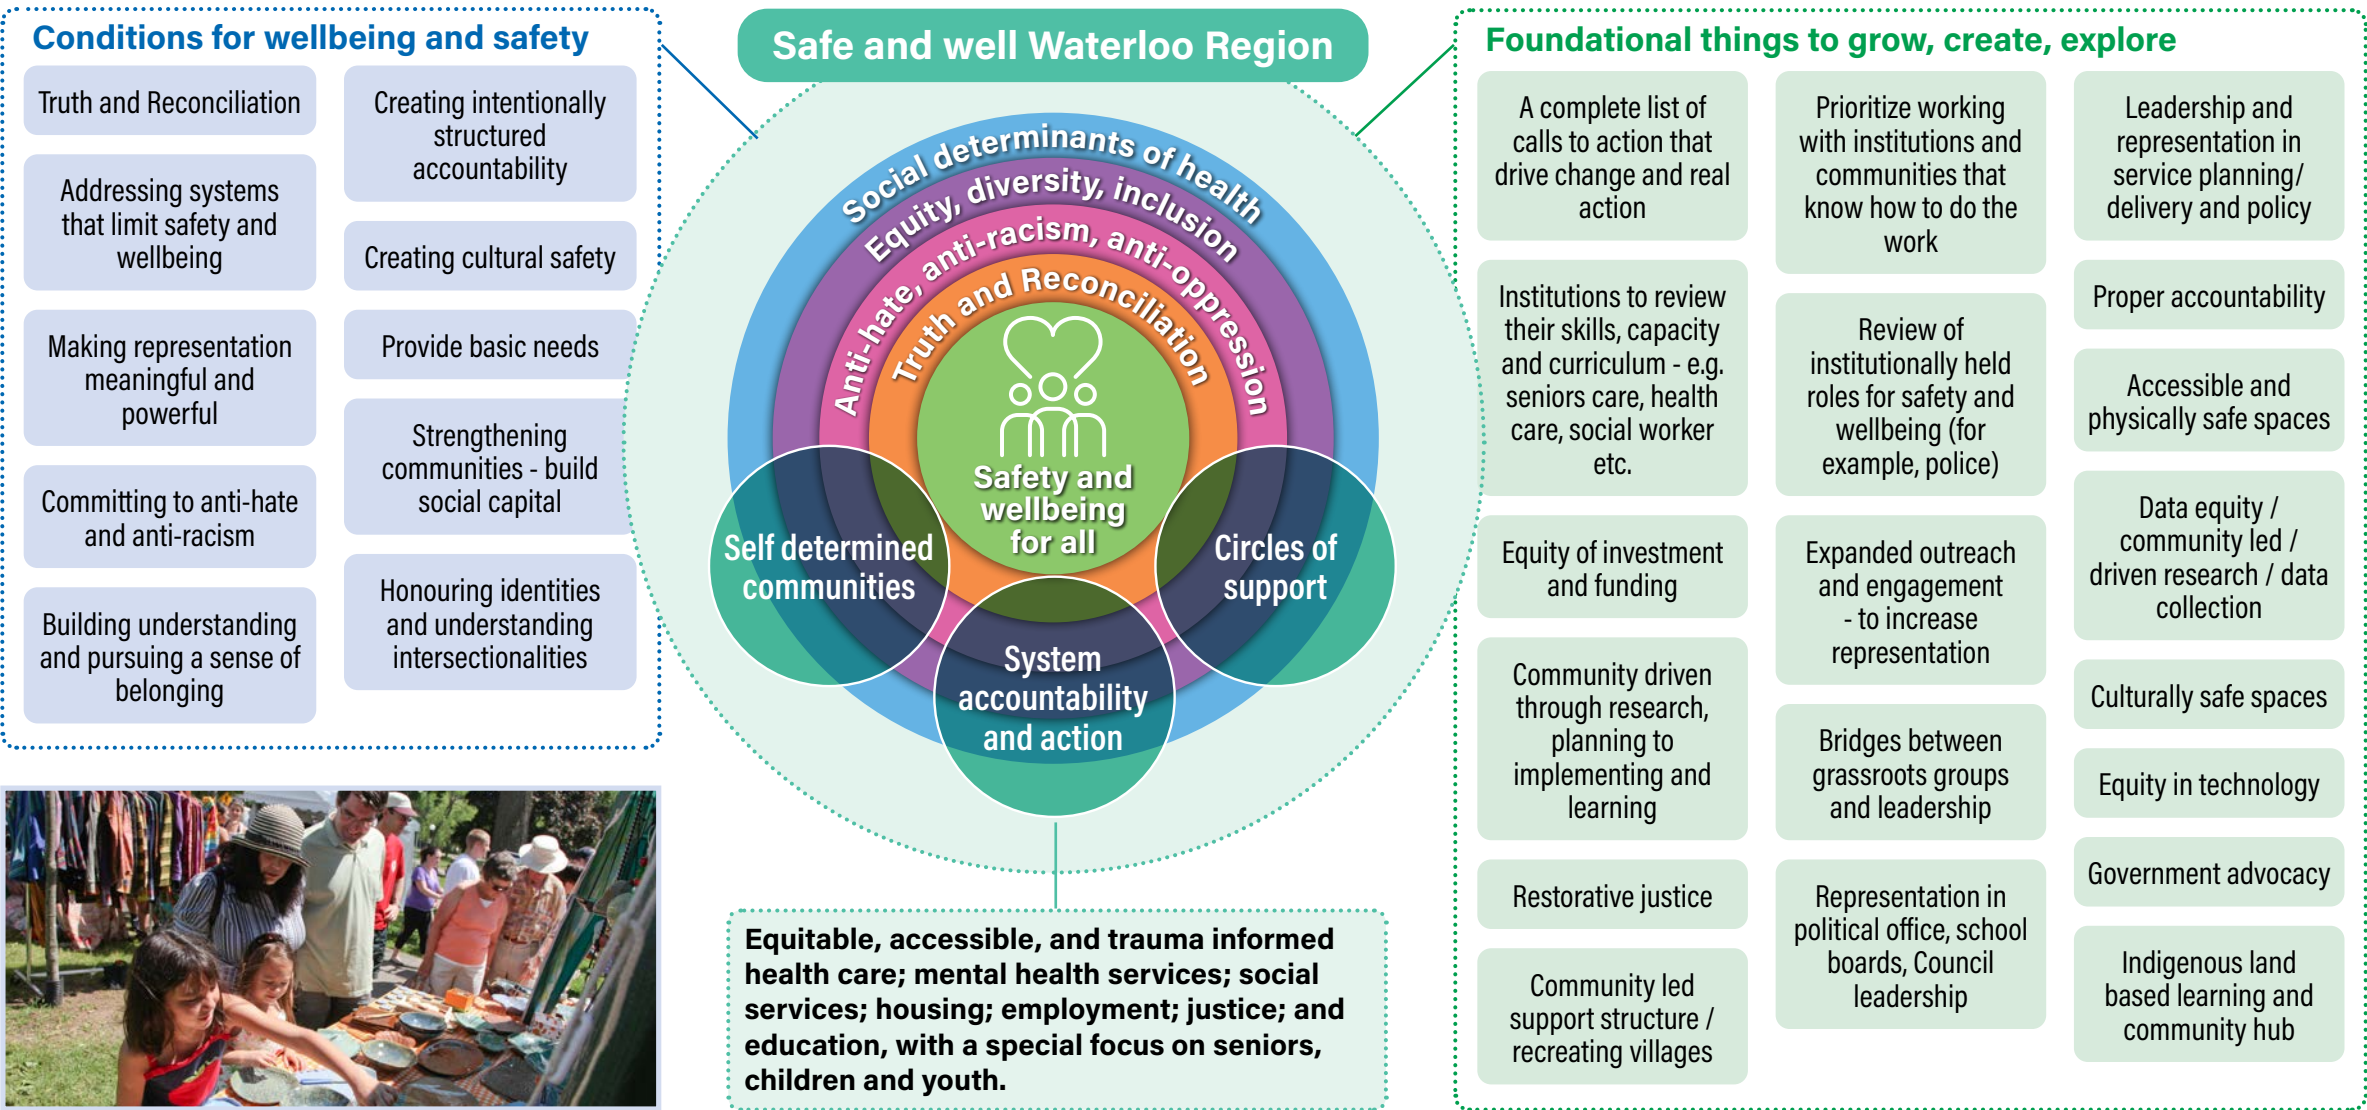 Conditions for wellbeing and safety
Truth and Reconciliation
Addressing systems
that limit safety and
wellbeing
Making representation
meaningful and
powerful
Committing to anti-hate
and anti-racism
Building understanding
and pursuing a sense of
belonging
Creating intentionally
structured
accountability
Creating cultural safety
Provide basic needs
Strengthening
communities - build
social capital
Honouring identities
and understanding
intersectionalities
Safe and well Waterloo Region
Social determinants of health
Equity, diversity, inclusion
Anti-hate, anti-racism, anti-oppression
Truth and Reconciliation
Safety and
wellbeing
for all
Self determined
communities
Circles of
support
System
accountability
and action
Equitable, accessible, and trauma informed
health care; mental health services; social
services; housing; employment; justice; and
education, with a special focus on seniors,
children and youth.
Foundational things to grow, create, explore
A complete list of
calls to action that
drive change and real
action
Institutions to review
their skills, capacity
and curriculum - e.g.
seniors care, health
care, social worker
etc.
Equity of investment
and funding
Community driven
through research,
planning to
implementing and
learning
Restorative justice
Community led
support structure /
recreating villages
Prioritize working
with institutions and
communities that
know how to do the
work
Review of
institutionally held
roles for safety and
wellbeing (for
example, police)
Expanded outreach
and engagement
- to increase
representation
Bridges between
grassroots groups
and leadership
Representation in
political office, school
boards, Council
leadership
Leadership and
representation in
service planning/
delivery and policy
Proper accountability
Accessible and
physically safe spaces
Data equity /
community led /
driven research / data
collection
Culturally safe spaces
Equity in technology
Government advocacy
Indigenous land
based learning and
community hub